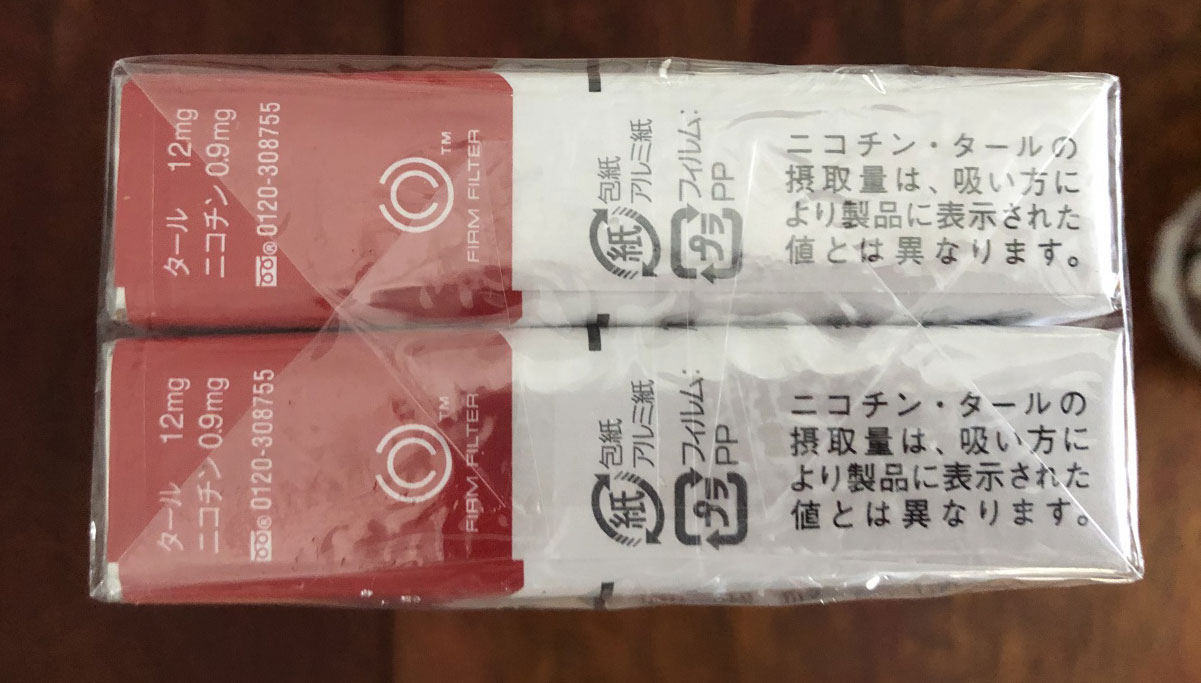 タール 12mg
ニコチン 0.9mg
® 0120-308755
TM
FIRM FILTER
紙
包紙
アルミ紙
プラ
フィルム:
PP
ニコチン・タールの
摂取量は、吸い方に
より製品に表示された
値とは異なります。
タール 12mg
ニコチン 0.9mg
® 0120-308755
TM
FIRM FILTER
紙
包紙
アルミ紙
プラ
フィルム:
PP
ニコチン・タールの
摂取量は、吸い方に
より製品に表示された
値とは異なります。